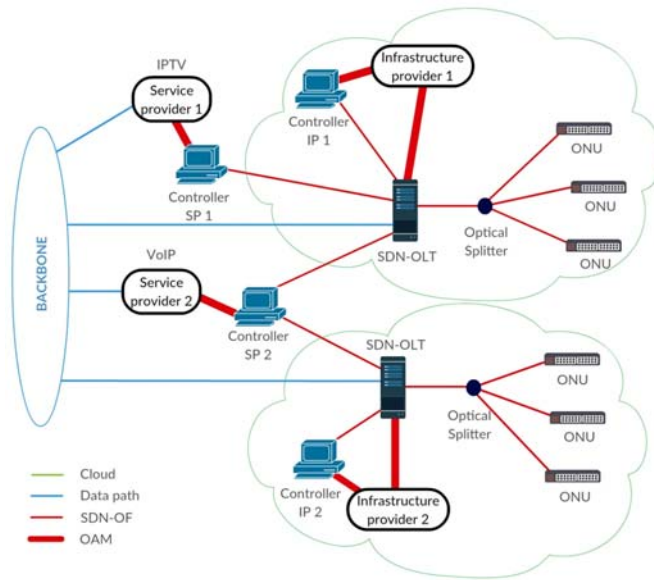 IPTV
Service
provider 1
Infrastructure
provider 1
Controller
IP 1
ONU
ONU
ONU
Controller
SP 1
Optical
Splitter
SDN-OLT
BACKBONE
VoIP
Service
provider 2
Controller
SP 2
SDN-OLT
ONU
ONU
ONU
Optical
Splitter
Controller
IP 2
Infrastructure
provider 2
Cloud
Data path
SDN-OF
OAM